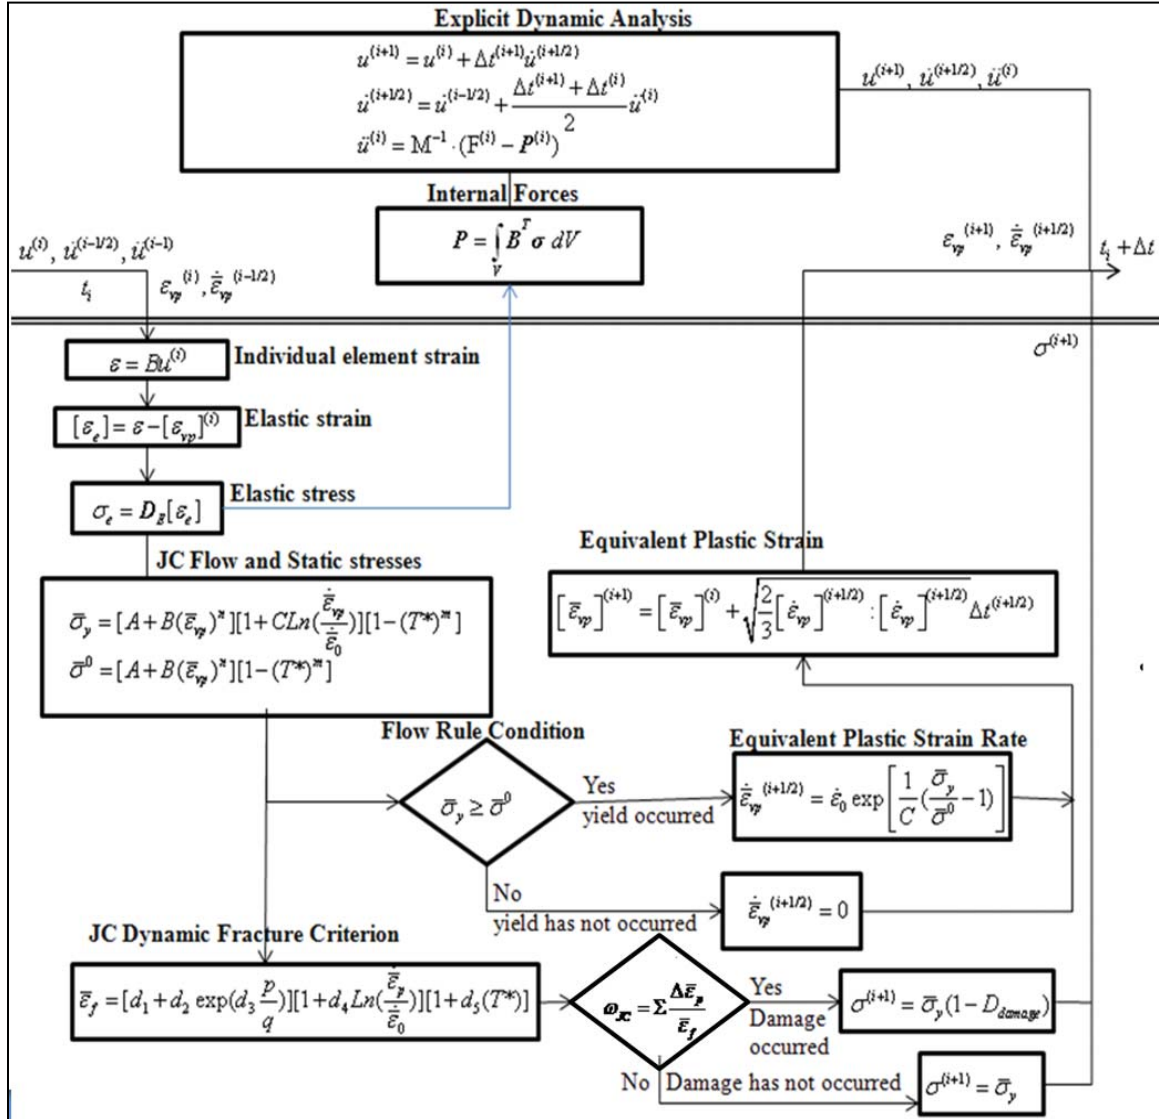 Explicit Dynamic Analysis
u^(i+1) = u^(i) + Δt^(i+1) u̇^(i+1/2)
u̇^(i+1/2) = u̇^(i-1/2) + (Δt^(i+1) + Δt^(i))/2 ü^(i)
ü^(i) = M^-1 · (F^(i) − P^(i))
u^(i+1), u̇^(i+1/2), ü^(i)
Internal Forces
P = ∫_V B^T σ dV
u^(i), u̇^(i-1/2), ü^(i-1)
t_i
ε_vp^(i), ε̄̇_vp^(i-1/2)
ε_vp^(i+1), ε̄̇_vp^(i+1/2)
t_i + Δt
σ^(i+1)
ε = Bu^(i)
Individual element strain
[ε_e] = ε − [ε_vp]^(i)
Elastic strain
σ_e = D_E[ε_e]
Elastic stress
JC Flow and Static stresses
σ̄_y = [A + B(ε̄_vp)^n][1 + CLn(ε̄̇_vp/ε̄̇_0)][1 − (T*)^m]
σ̄^0 = [A + B(ε̄_vp)^n][1 − (T*)^m]
Equivalent Plastic Strain
[ε̄_vp]^(i+1) = [ε̄_vp]^(i) + √(2/3 [ε̇_vp]^(i+1/2) : [ε̇_vp]^(i+1/2)) Δt^(i+1/2)
Flow Rule Condition
σ̄_y ≥ σ̄^0
Yes
yield occurred
Equivalent Plastic Strain Rate
ε̄̇_vp^(i+1/2) = ε̇_0 exp[1/C (σ̄_y/σ̄^0 − 1)]
No
yield has not occurred
ε̄̇_vp^(i+1/2) = 0
JC Dynamic Fracture Criterion
ε̄_f = [d_1 + d_2 exp(d_3 p/q)][1 + d_4 Ln(ε̄̇_p/ε̄̇_0)][1 + d_5(T*)]
ω_JC = Σ Δε̄_p/ε̄_f
Yes
Damage
occurred
σ^(i+1) = σ̄_y(1 − D_damage)
No
Damage has not occurred
σ^(i+1) = σ̄_y